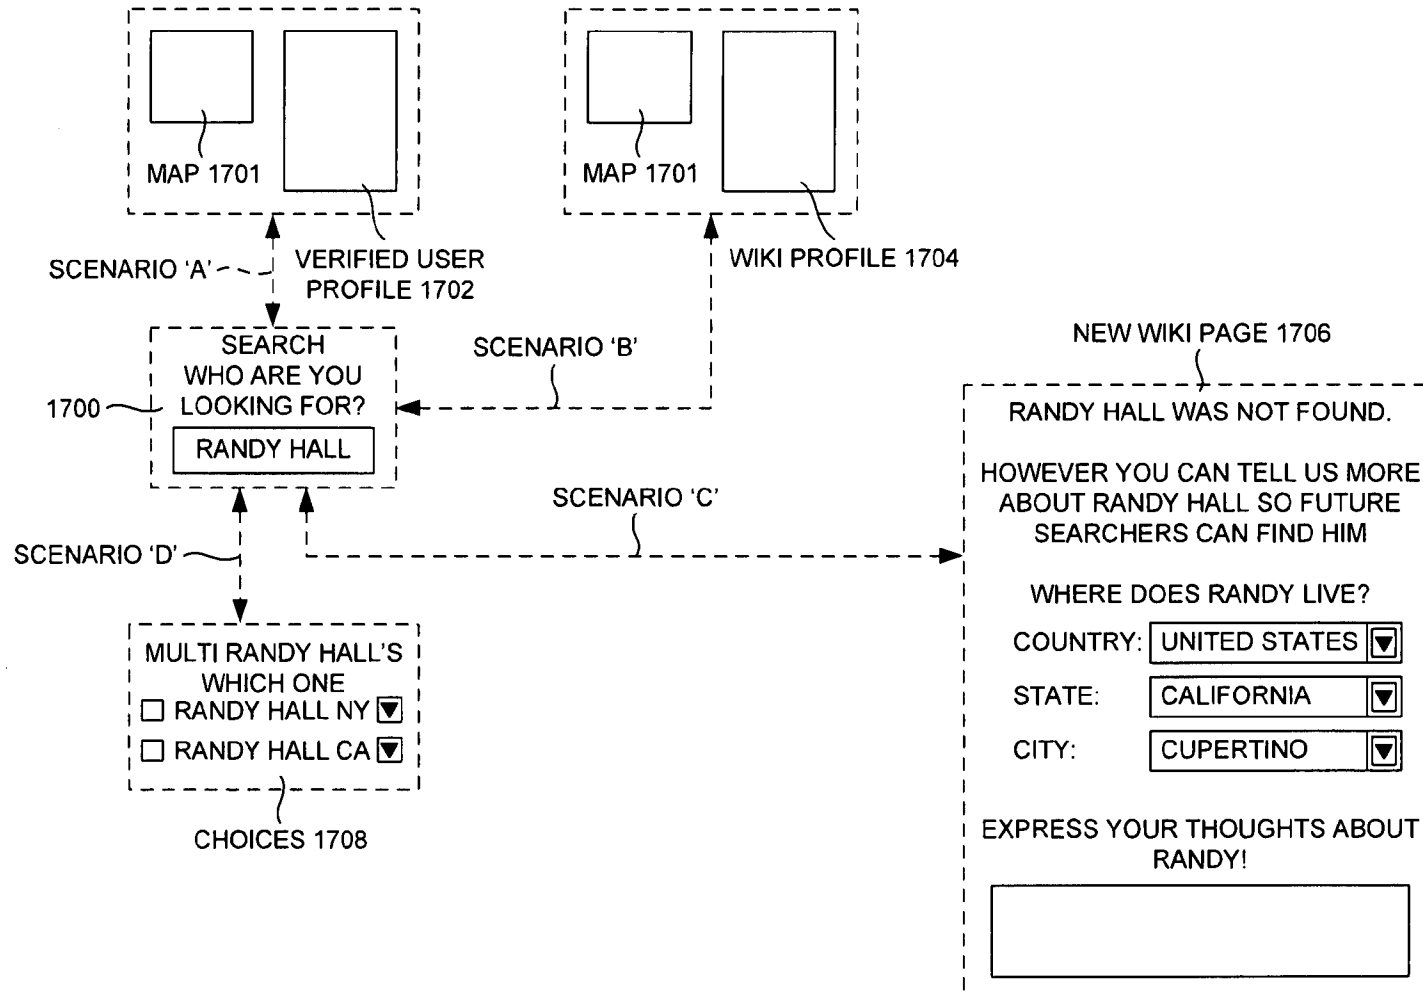 MAP 1701
MAP 1701
SCENARIO 'A'
VERIFIED USER
PROFILE 1702
WIKI PROFILE 1704
SEARCH
WHO ARE YOU
LOOKING FOR?
RANDY HALL
1700
SCENARIO 'B'
NEW WIKI PAGE 1706
RANDY HALL WAS NOT FOUND.
HOWEVER YOU CAN TELL US MORE
ABOUT RANDY HALL SO FUTURE
SEARCHERS CAN FIND HIM
WHERE DOES RANDY LIVE?
COUNTRY: UNITED STATES
STATE: CALIFORNIA
CITY: CUPERTINO
EXPRESS YOUR THOUGHTS ABOUT
RANDY!
SCENARIO 'C'
SCENARIO 'D'
MULTI RANDY HALL'S
WHICH ONE
RANDY HALL NY
RANDY HALL CA
CHOICES 1708